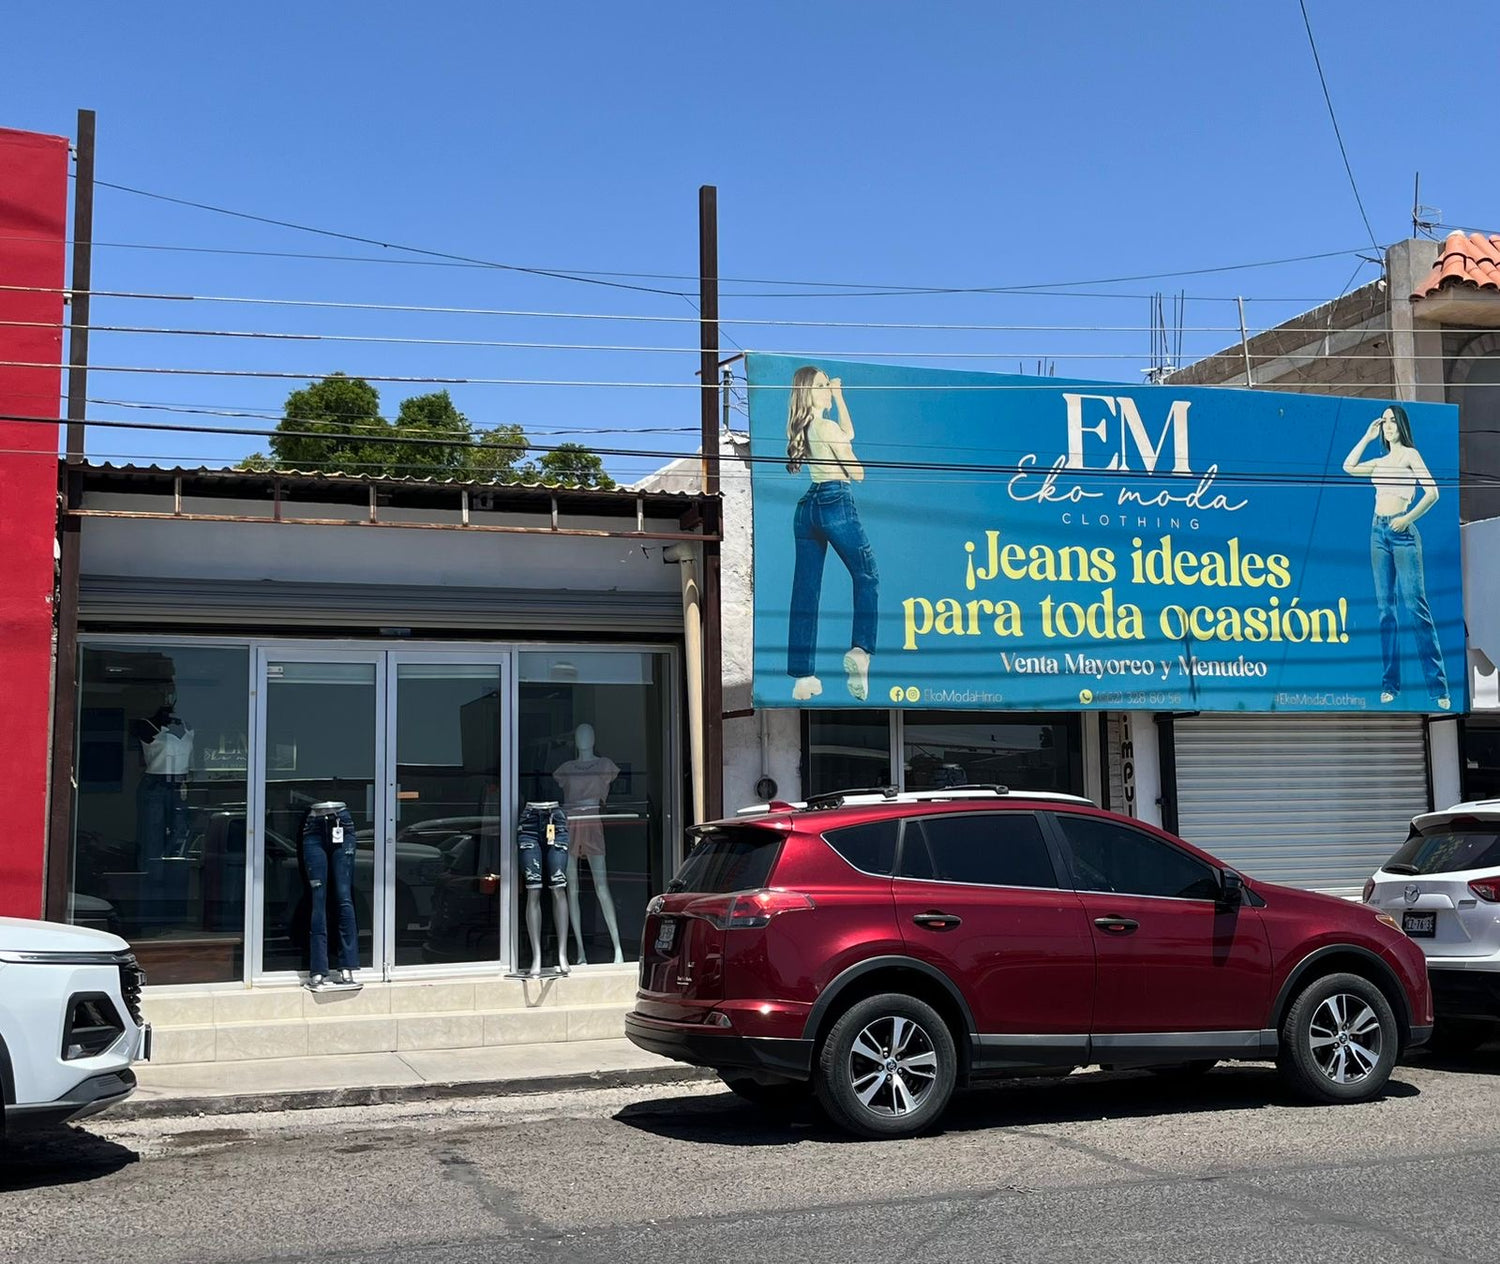 EM
Eko moda
CLOTHING
¡Jeans ideales
para toda ocasión!
Venta Mayoreo y Menudeo
EkoModaHmo
#EkoModaClothing